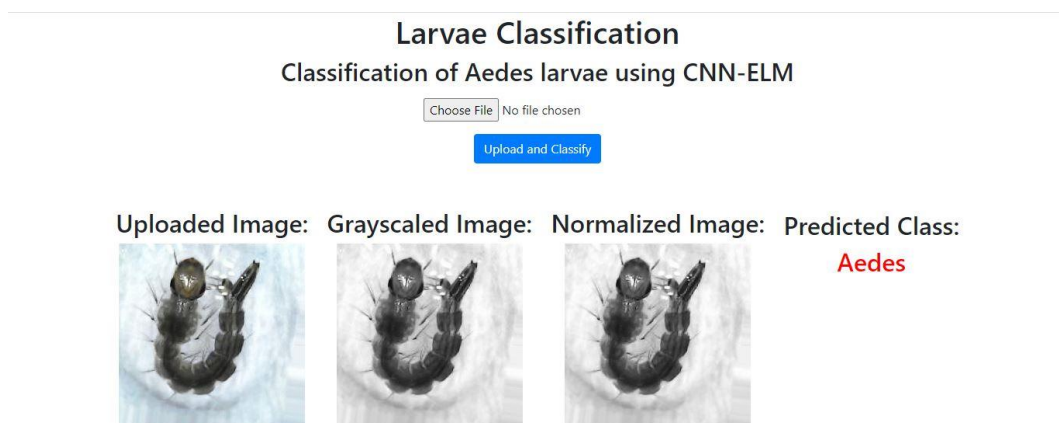 Larvae Classification
Classification of Aedes larvae using CNN-ELM
Choose File No file chosen
Upload and Classify
Uploaded Image: Grayscaled Image: Normalized Image: Predicted Class:
Aedes